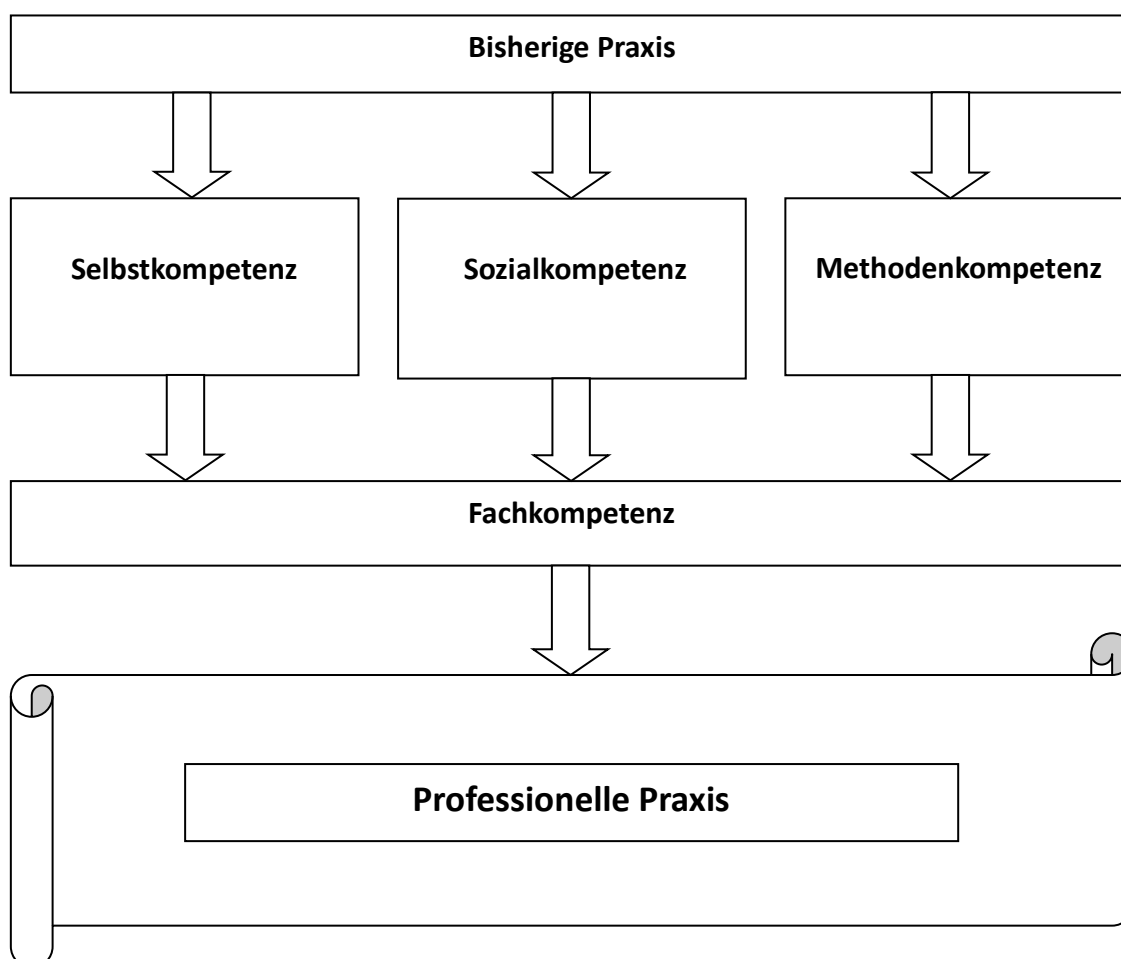 Bisherige Praxis
Selbstkompetenz
Sozialkompetenz
Methodenkompetenz
Fachkompetenz
Professionelle Praxis